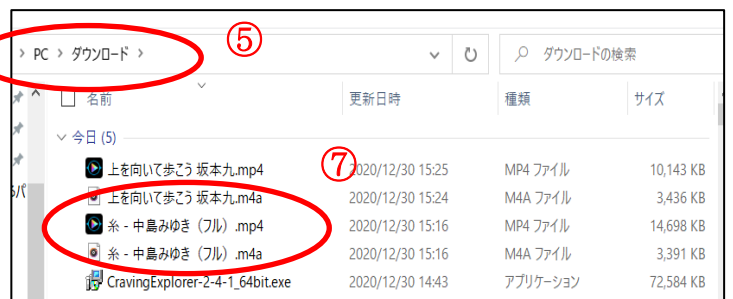 > PC > ダウンロード > ⑤ ダウンロードの検索
名前 更新日時 種類 サイズ
今日 (5) ⑦
上を向いて歩こう 坂本九.mp4 2020/12/30 15:25 MP4 ファイル 10,143 KB
上を向いて歩こう 坂本九.m4a 2020/12/30 15:24 M4A ファイル 3,436 KB
糸 - 中島みゆき（フル）.mp4 2020/12/30 15:16 MP4 ファイル 14,698 KB
糸 - 中島みゆき（フル）.m4a 2020/12/30 15:16 M4A ファイル 3,391 KB
CravingExplorer-2-4-1_64bit.exe 2020/12/30 14:43 アプリケーション 72,584 KB